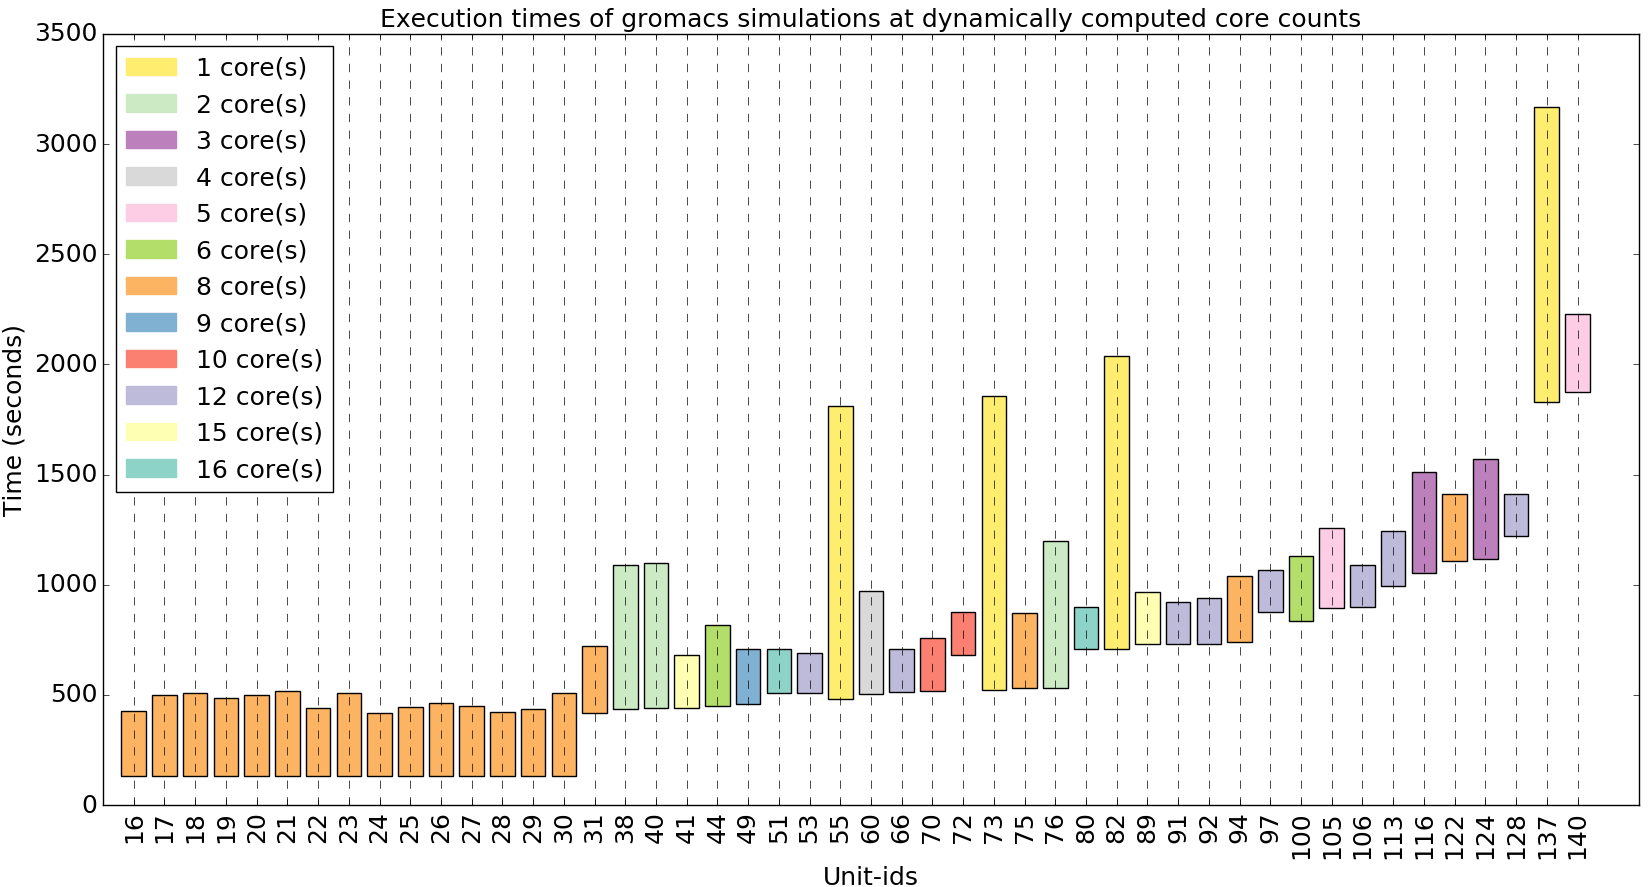 Execution times of gromacs simulations at dynamically computed core counts
3500
3000
2500
2000
1500
1000
500
0
Time (seconds)
1 core(s)
2 core(s)
3 core(s)
4 core(s)
5 core(s)
6 core(s)
8 core(s)
9 core(s)
10 core(s)
12 core(s)
15 core(s)
16 core(s)
16 17 18 19 20 21 22 23 24 25 26 27 28 29 30 31 38 40 41 44 49 51 53 55 60 66 70 72 73 75 76 80 82 89 91 92 94 97 100 105 106 113 116 122 124 128 137 140
Unit-ids